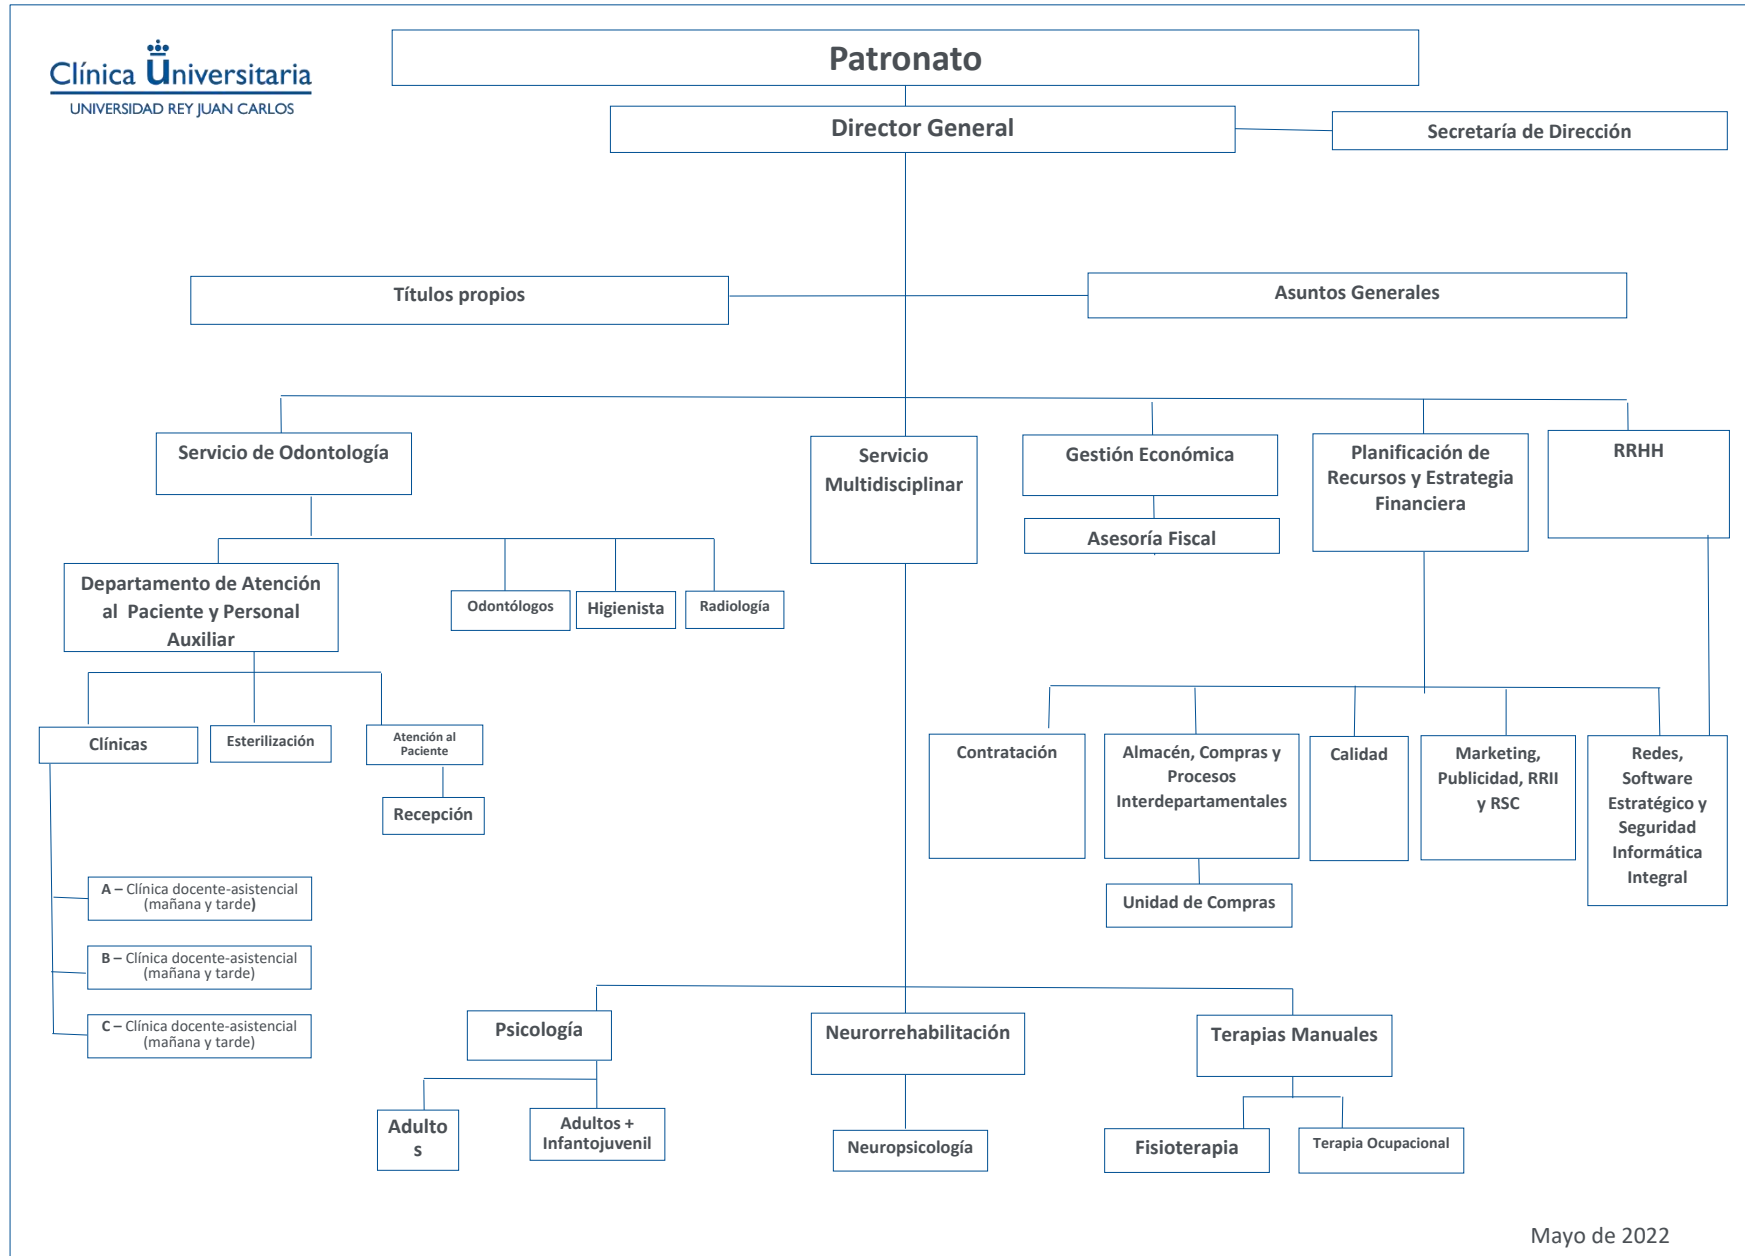 Clínica Universitaria
UNIVERSIDAD REY JUAN CARLOS
Patronato
Director General
Secretaría de Dirección
Títulos propios
Asuntos Generales
Servicio de Odontología
Servicio
Multidisciplinar
Gestión Económica
Planificación de
Recursos y Estrategia
Financiera
RRHH
Asesoría Fiscal
Departamento de Atención
al Paciente y Personal
Auxiliar
Odontólogos
Higienista
Radiología
Clínicas
Esterilización
Atención al
Paciente
Recepción
Contratación
Almacén, Compras y
Procesos
Interdepartamentales
Calidad
Marketing,
Publicidad, RRII
y RSC
Redes,
Software
Estratégico y
Seguridad
Informática
Integral
Unidad de Compras
A – Clínica docente-asistencial
(mañana y tarde)
B – Clínica docente-asistencial
(mañana y tarde)
C – Clínica docente-asistencial
(mañana y tarde)
Psicología
Neurorrehabilitación
Terapias Manuales
Adulto
s
Adultos +
Infantojuvenil
Neuropsicología
Fisioterapia
Terapia Ocupacional
Mayo de 2022